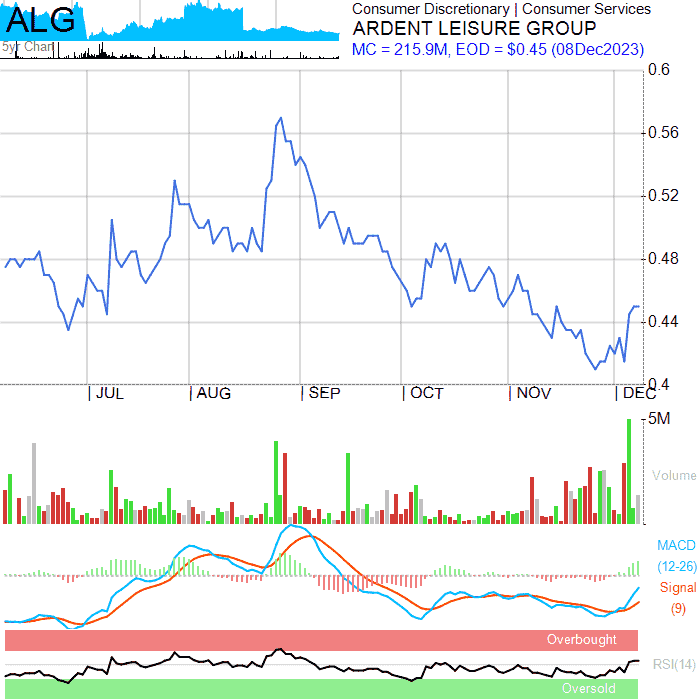 ALG
5yr Chart
Consumer Discretionary | Consumer Services
ARDENT LEISURE GROUP
MC = 215.9M, EOD = $0.45 (08Dec2023)
0.6
0.56
0.52
0.48
0.44
0.4
JUL AUG SEP OCT NOV DEC
5M
Volume
MACD
(12-26)
Signal
(9)
Overbought
RSI(14)
Oversold